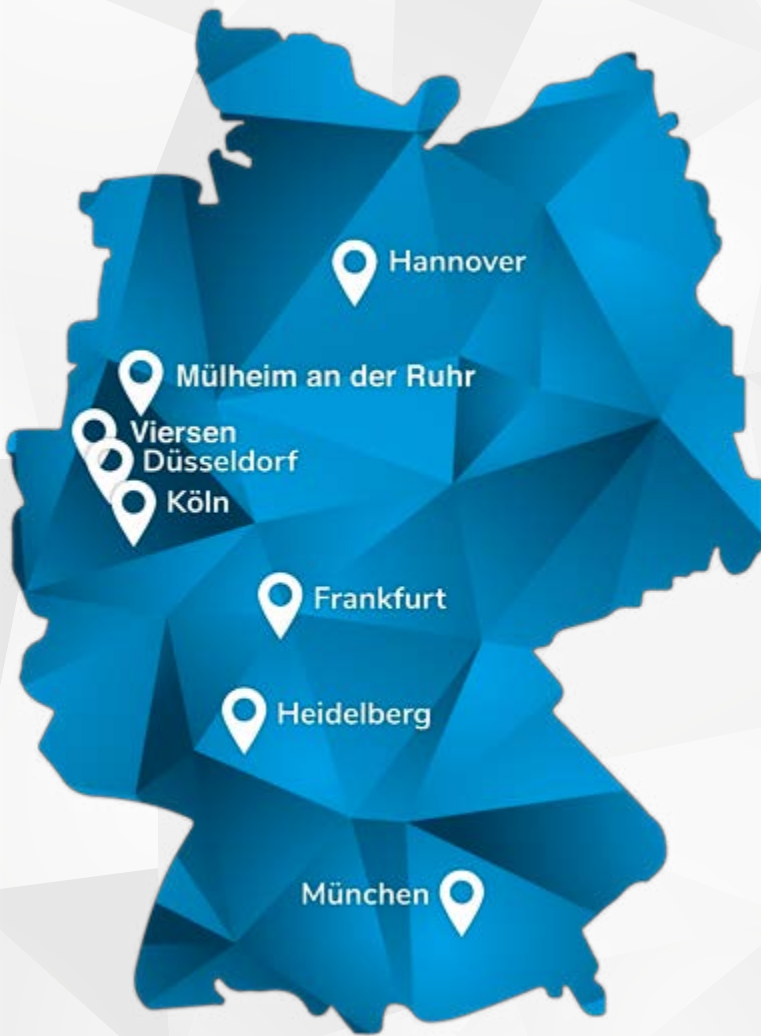 Hannover
Mülheim an der Ruhr
Viersen
Düsseldorf
Köln
Frankfurt
Heidelberg
München